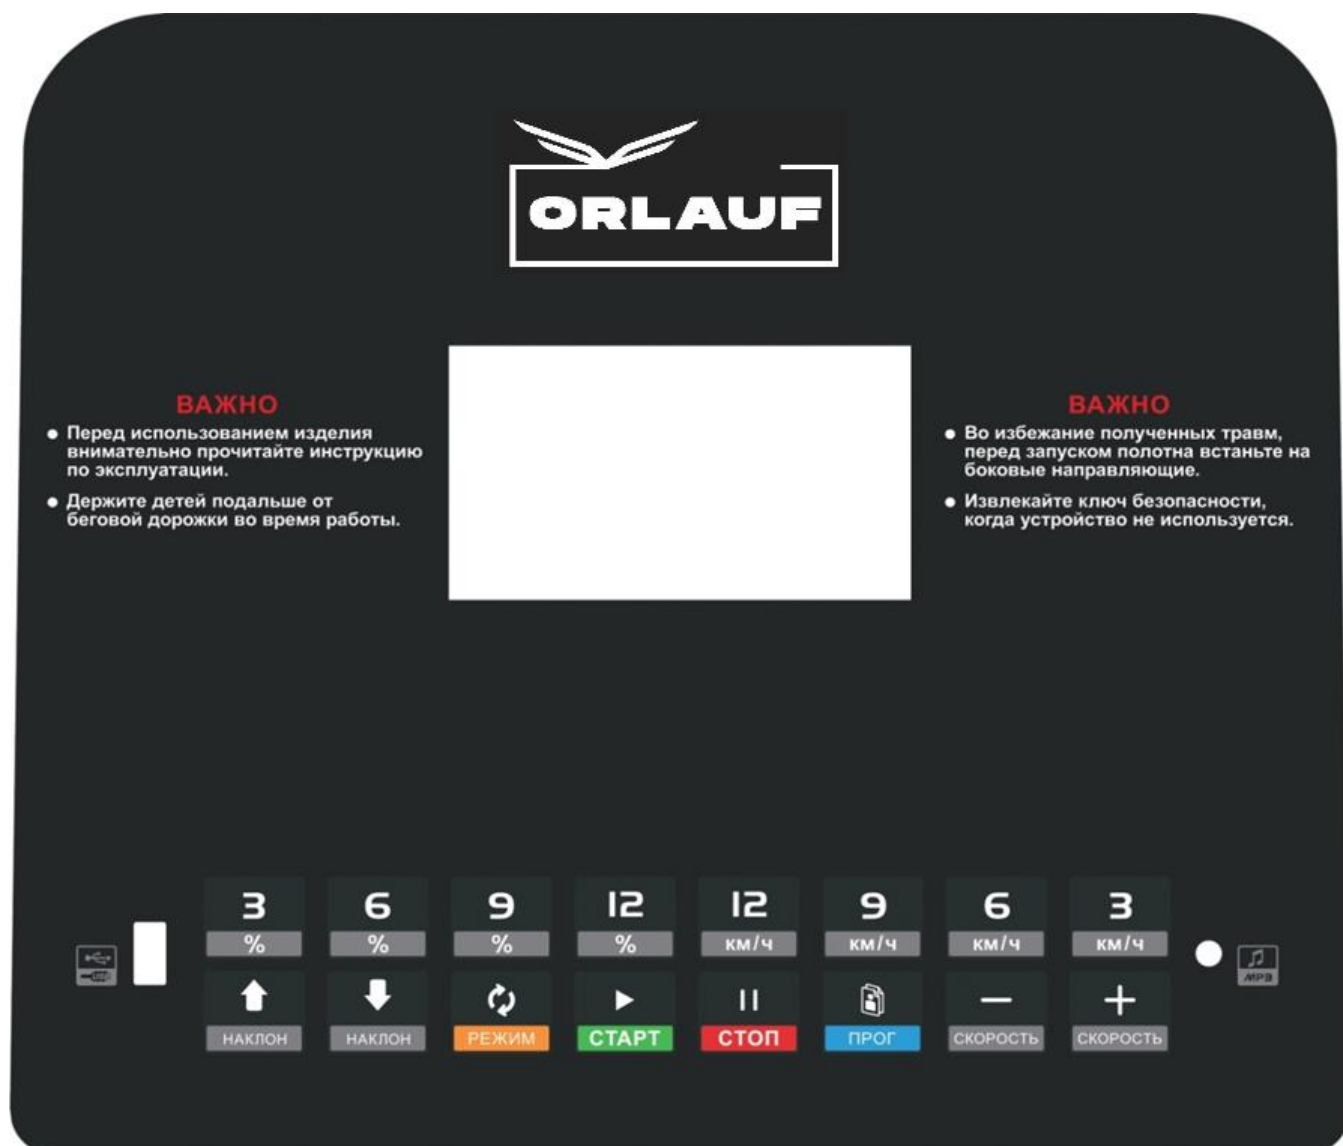 ORLAUF
ВАЖНО
● Перед использованием изделия
внимательно прочитайте инструкцию
по эксплуатации.
● Держите детей подальше от
беговой дорожки во время работы.
ВАЖНО
● Во избежание полученных травм,
перед запуском полотна встаньте на
боковые направляющие.
● Извлекайте ключ безопасности,
когда устройство не используется.
3 6 9 12 12 9 6 3
% % % % км/ч км/ч км/ч км/ч
USB
MP3
НАКЛОН НАКЛОН РЕЖИМ СТАРТ СТОП ПРОГ СКОРОСТЬ СКОРОСТЬ